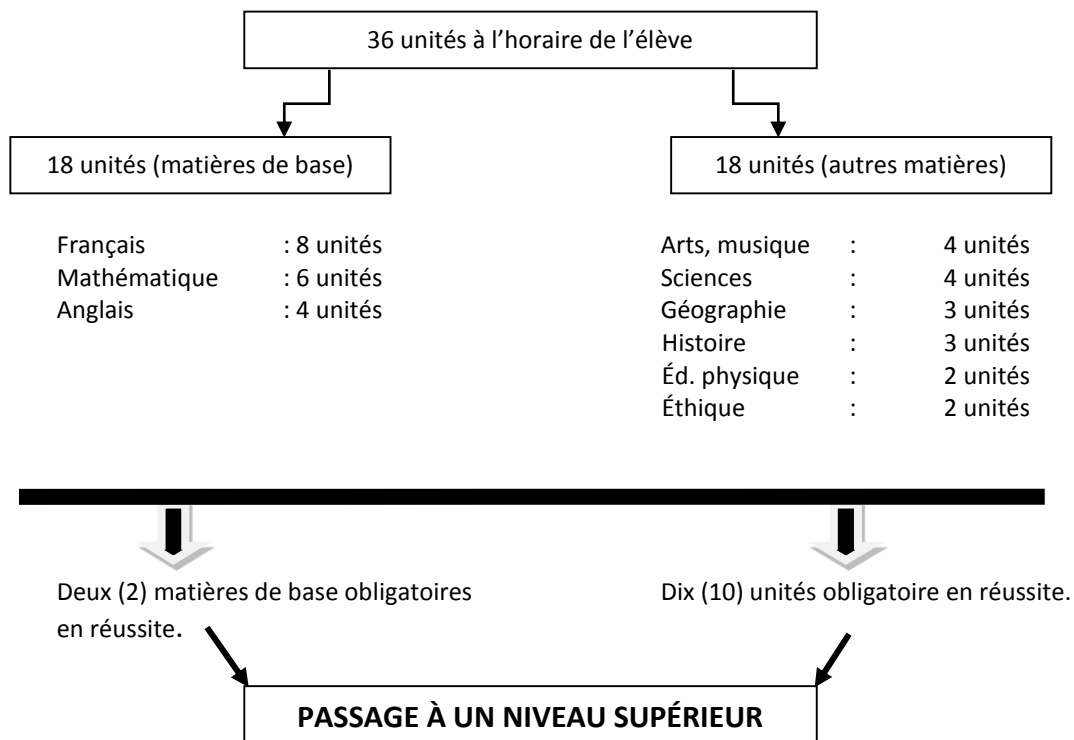 36 unités à l’horaire de l’élève
18 unités (matières de base)
18 unités (autres matières)
Français : 8 unités
Mathématique : 6 unités
Anglais : 4 unités
Arts, musique : 4 unités
Sciences : 4 unités
Géographie : 3 unités
Histoire : 3 unités
Éd. physique : 2 unités
Éthique : 2 unités
Deux (2) matières de base obligatoires
en réussite.
Dix (10) unités obligatoire en réussite.
PASSAGE À UN NIVEAU SUPÉRIEUR